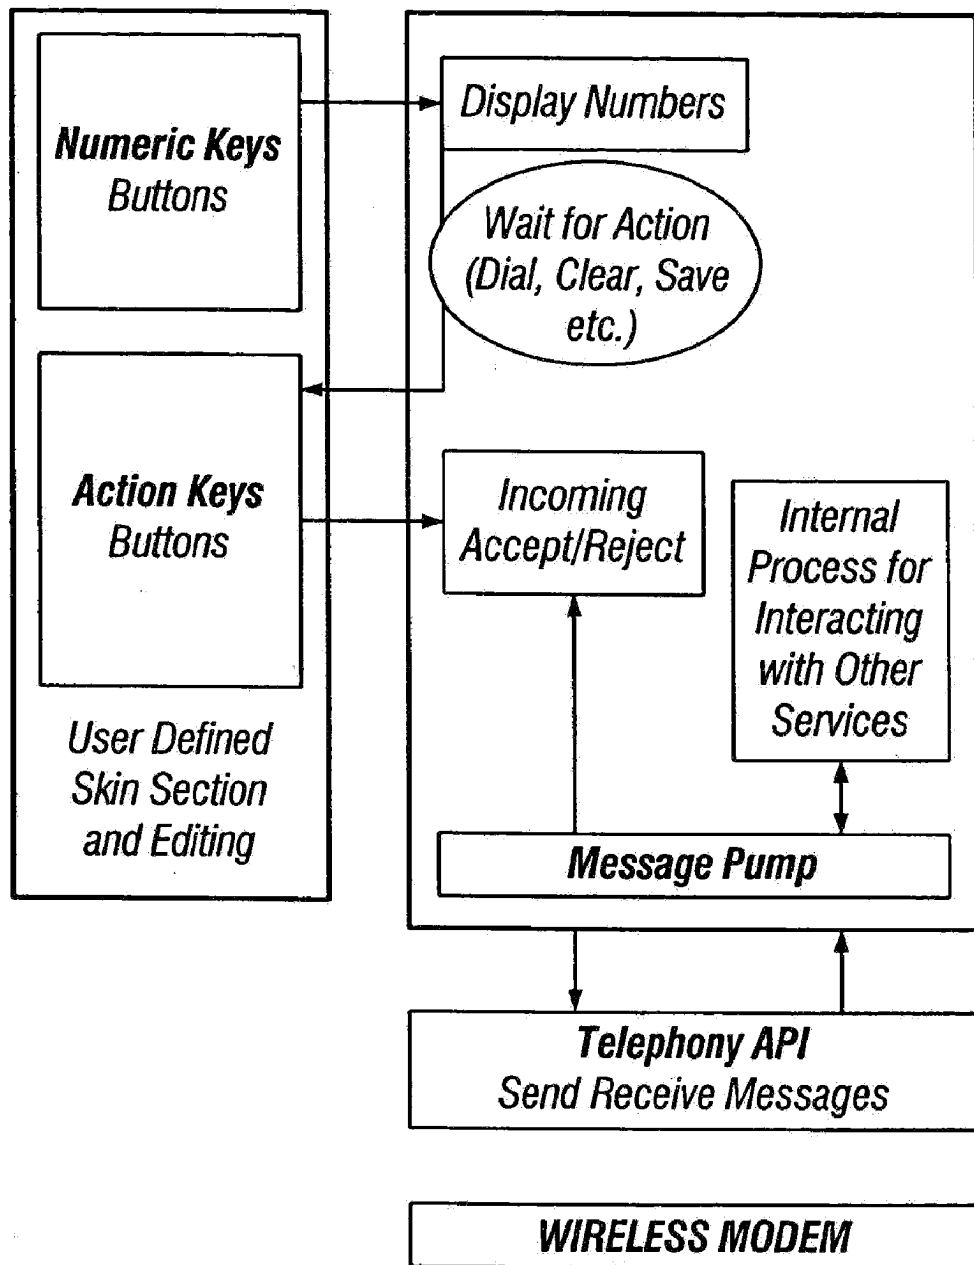 Numeric Keys
Buttons
Display Numbers
Wait for Action
(Dial, Clear, Save
etc.)
Action Keys
Buttons
Incoming
Accept/Reject
Internal
Process for
Interacting
with Other
Services
User Defined
Skin Section
and Editing
Message Pump
Telephony API
Send Receive Messages
WIRELESS MODEM